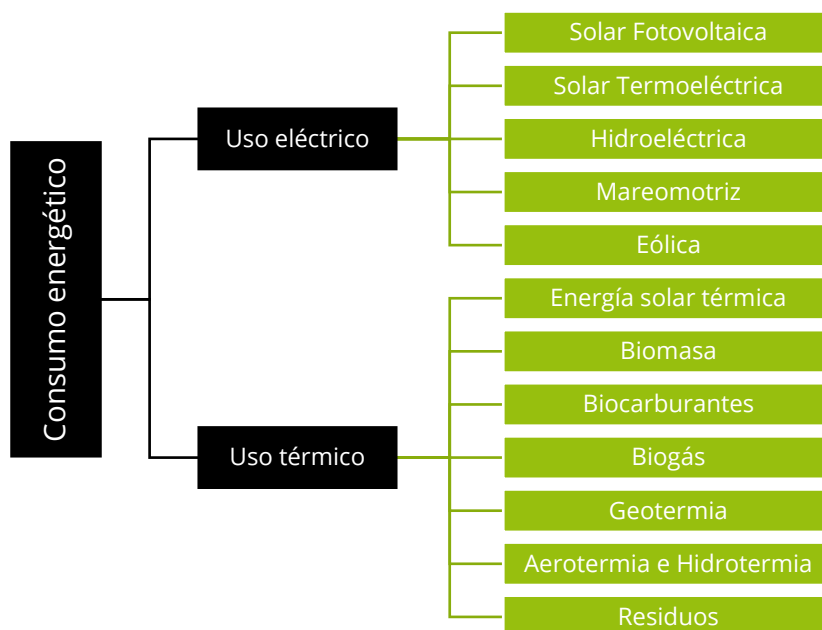 Consumo energético
Uso eléctrico
Solar Fotovoltaica
Solar Termoeléctrica
Hidroeléctrica
Mareomotriz
Eólica
Uso térmico
Energía solar térmica
Biomasa
Biocarburantes
Biogás
Geotermia
Aerotermia e Hidrotermia
Residuos